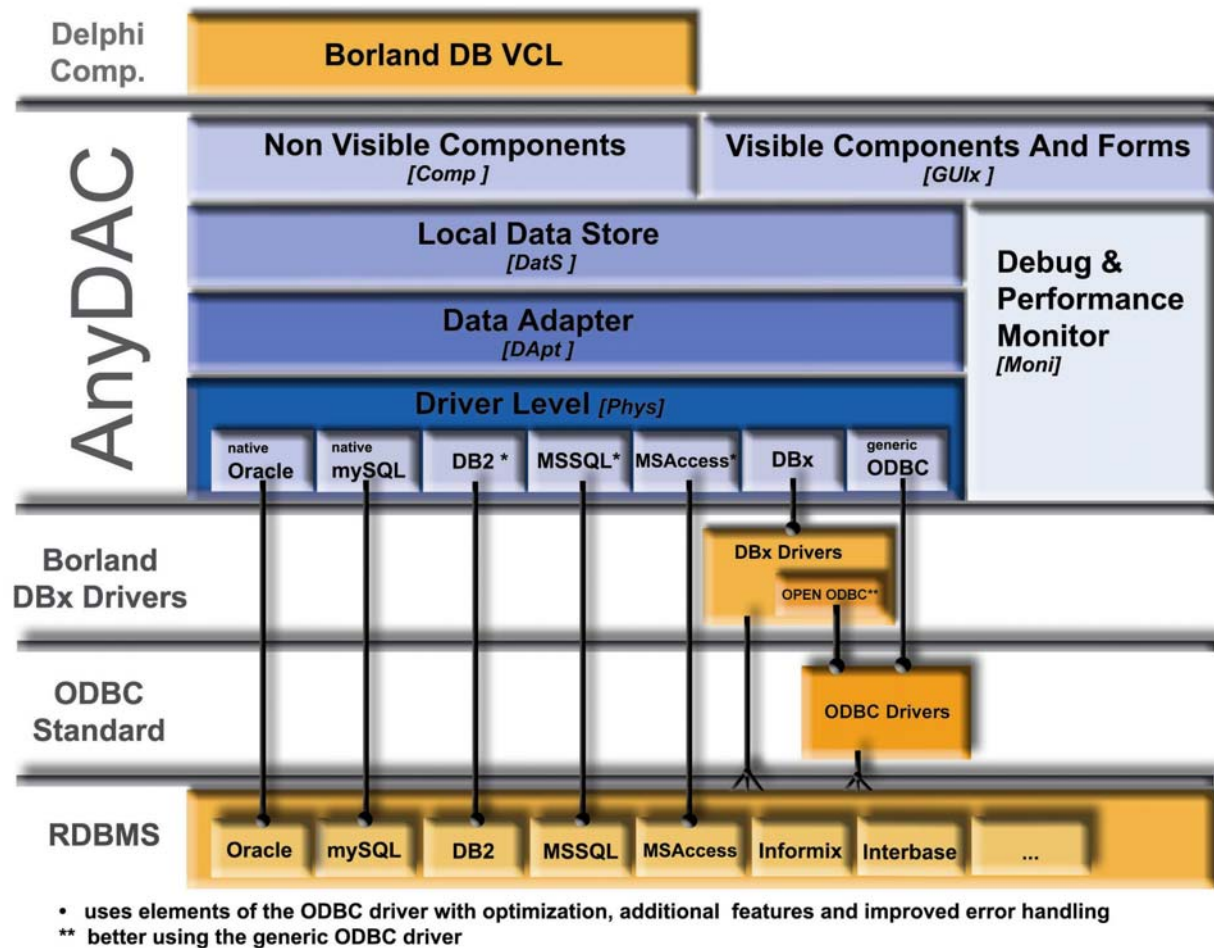 Delphi
Comp.
Borland DB VCL
AnyDAC
Non Visible Components
[Comp ]
Visible Components And Forms
[GUIx ]
Local Data Store
[DatS ]
Debug &
Performance
Monitor
[Moni]
Data Adapter
[DApt ]
Driver Level [Phys]
native
Oracle
native
mySQL
DB2 *
MSSQL*
MSAccess*
DBx
generic
ODBC
Borland
DBx Drivers
DBx Drivers
OPEN ODBC**
ODBC
Standard
ODBC Drivers
RDBMS
Oracle
mySQL
DB2
MSSQL
MSAccess
Informix
Interbase
...
• uses elements of the ODBC driver with optimization, additional features and improved error handling
** better using the generic ODBC driver